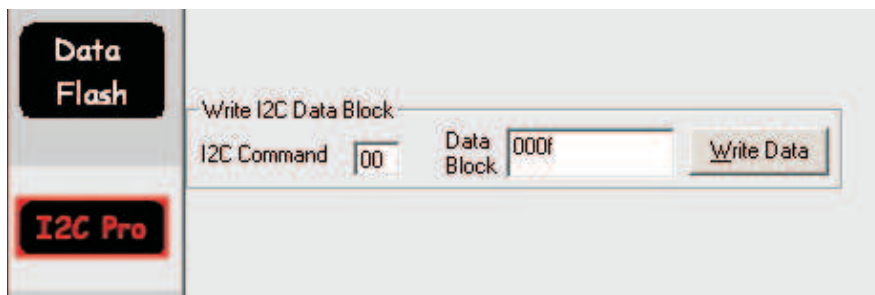 Data
Flash
Write I2C Data Block
I2C Command
00
Data
Block
000f
Write Data
I2C Pro